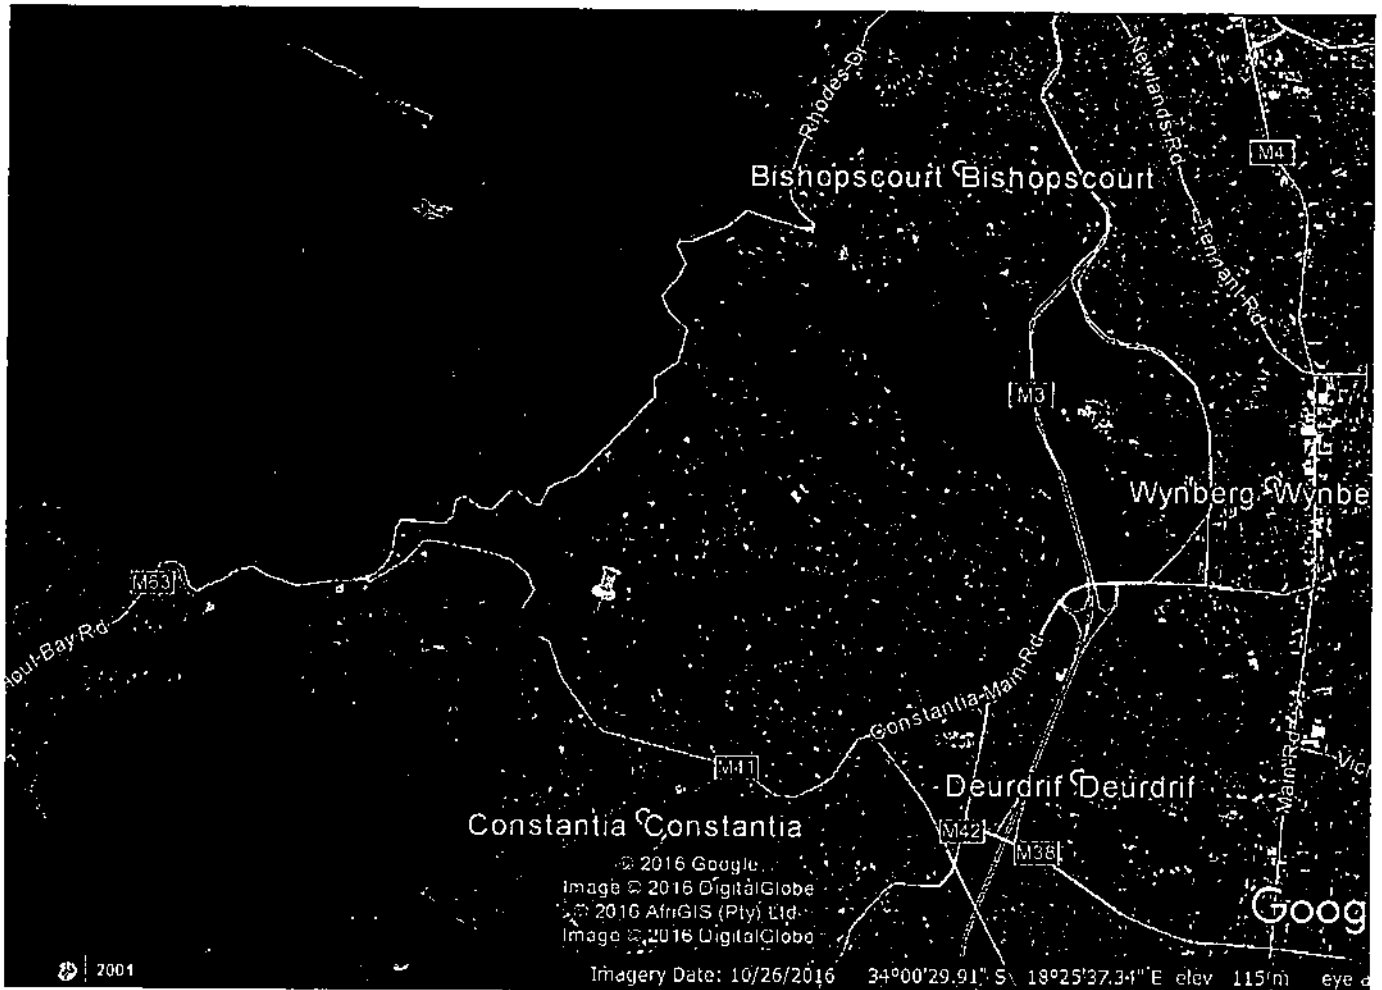 Rhodes-Dr
Newlands-Rd
M4
Bishopscourt Bishopscourt
Tennant-Rd
M3
Wynberg Wynbe
M63
Hout-Bay Rd
Constantia-Main-Rd
M41
Main-Rd
Deurdrif Deurdrif
Constantia Constantia
M42
M38
© 2016 Google
Image © 2016 DigitalGlobe
© 2016 AfriGIS (Pty) Ltd
Image © 2016 DigitalGlobe
Goog
2001
Imagery Date: 10/26/2016 34°00'29.91" S 18°25'37.34" E elev 115 m eye a